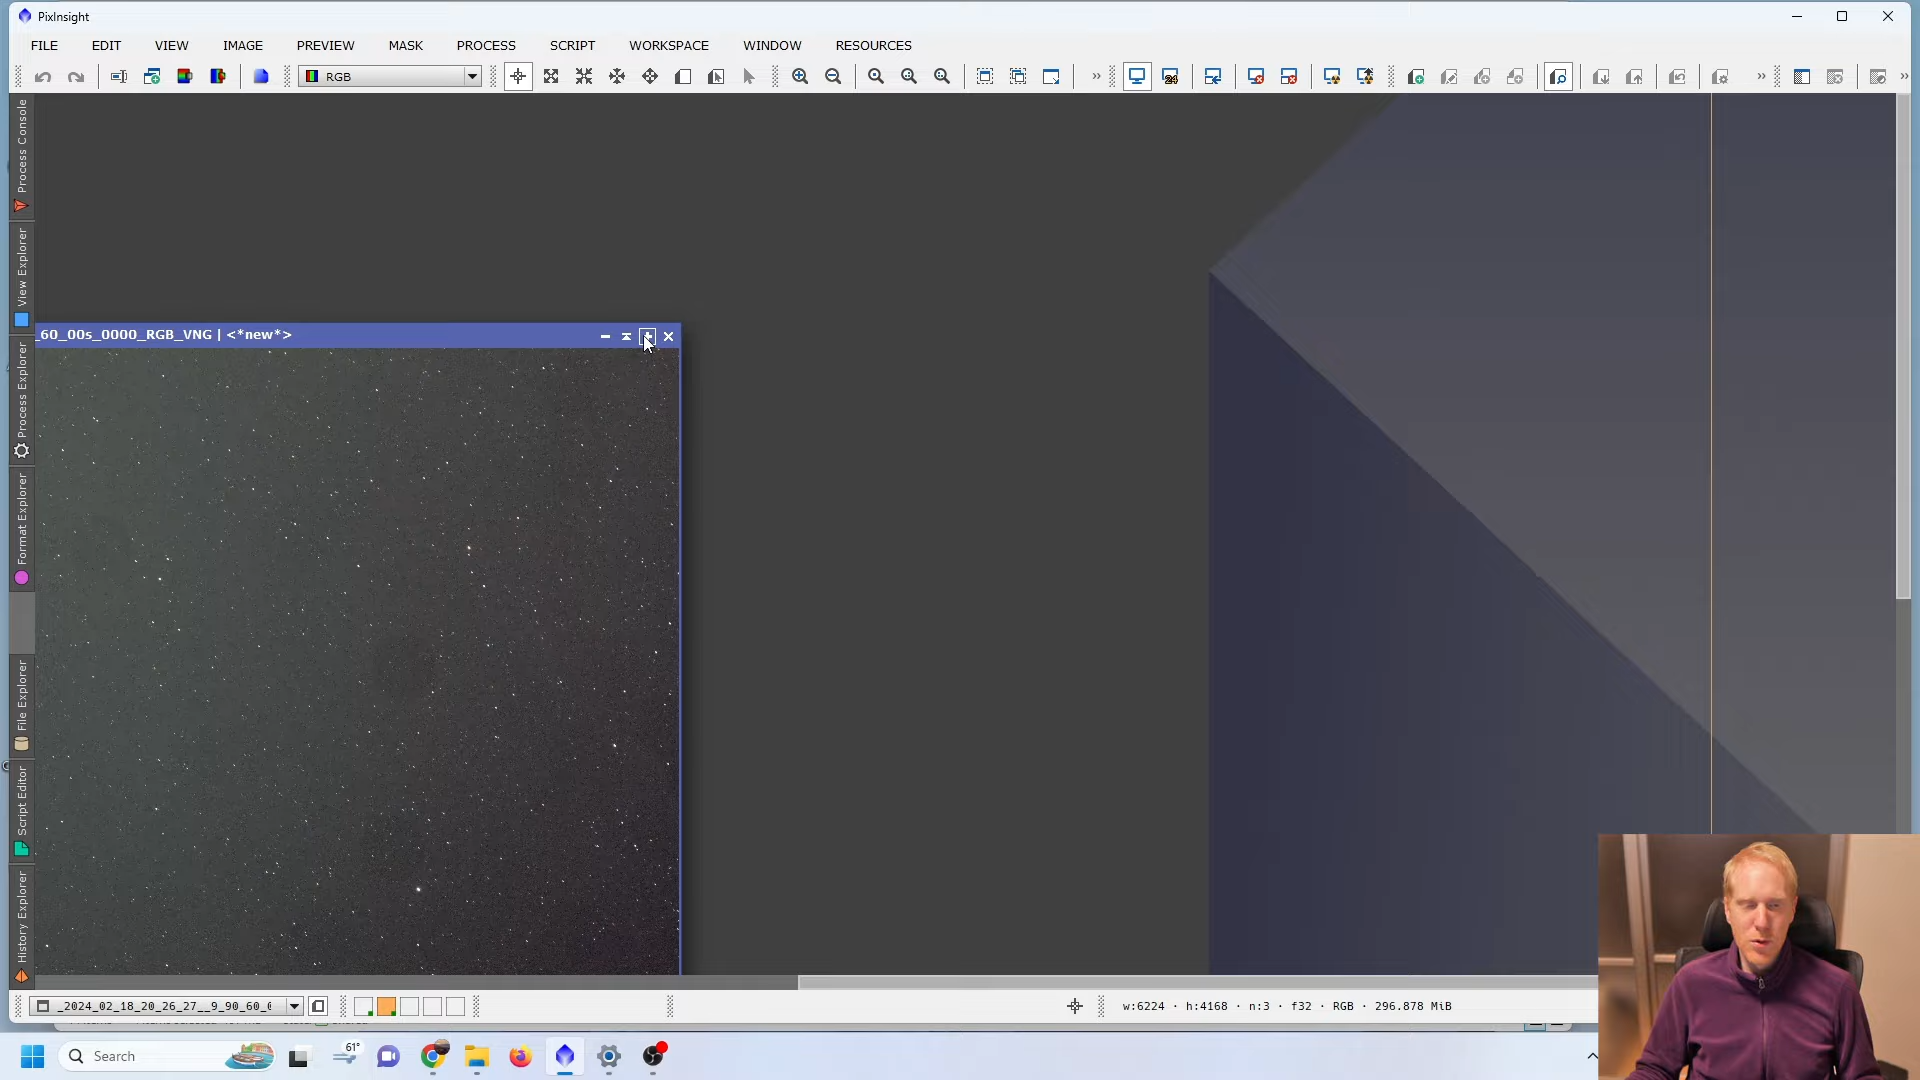 PixInsight
FILE EDIT VIEW IMAGE PREVIEW MASK PROCESS SCRIPT WORKSPACE WINDOW RESOURCES
RGB
24
Process Console
View Explorer
Process Explorer
Format Explorer
File Explorer
Script Editor
History Explorer
_60_00s_0000_RGB_VNG | <*new*>
_2024_02_18_20_26_27__9_90_60_0
w:6224 · h:4168 · n:3 · f32 · RGB · 296.878 MiB
Search
61°